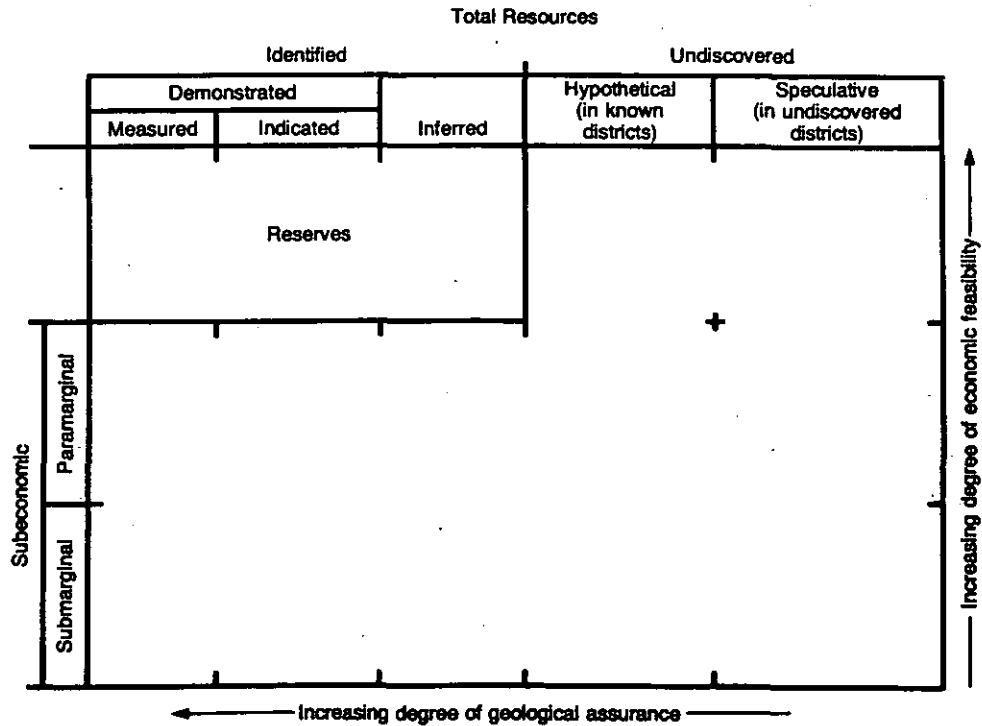 Total Resources
Identified
Undiscovered
Demonstrated
Measured
Indicated
Inferred
Hypothetical
(in known
districts)
Speculative
(in undiscovered
districts)
Reserves
Subeconomic
Paramarginal
Submarginal
Increasing degree of economic feasibility
Increasing degree of geological assurance